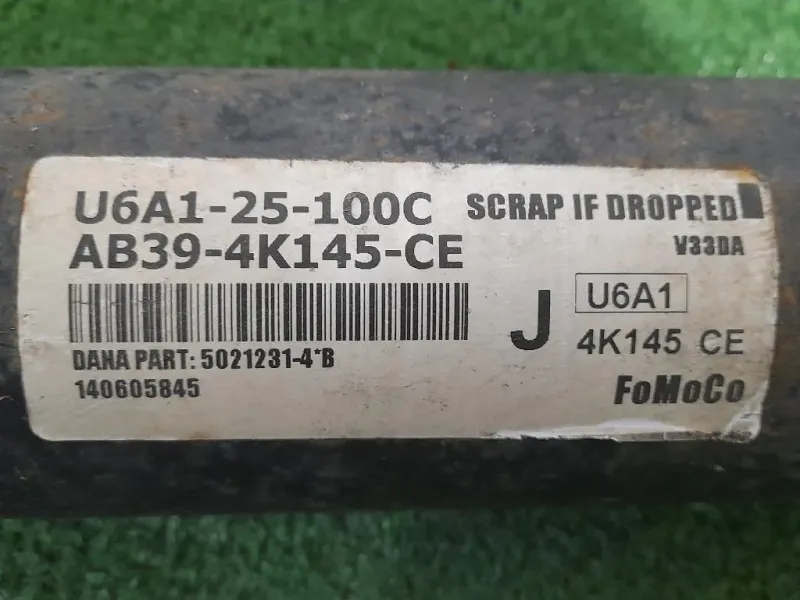 U6A1-25-100C SCRAP IF DROPPED
AB39-4K145-CE V33DA
J U6A1
4K145 CE
DANA PART: 5021231-4*B
140605845 FoMoCo